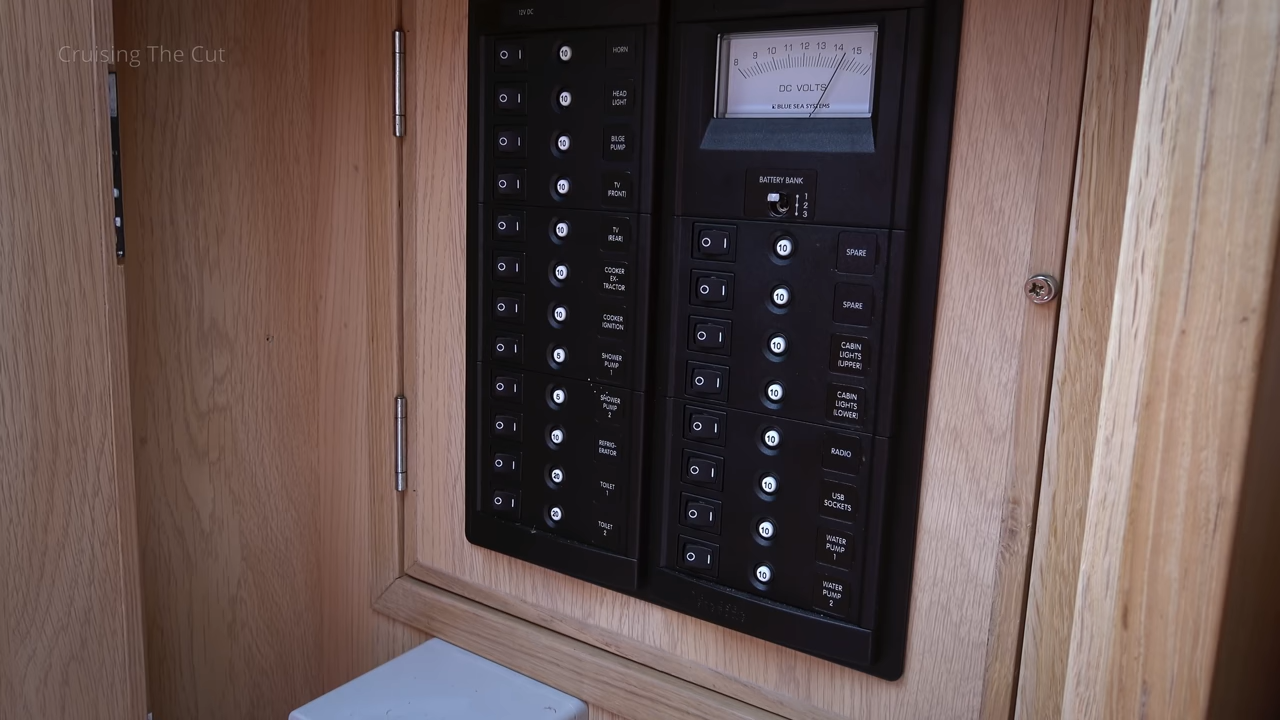 Cruising The Cut
12V DC
O I 10 HORN
O I 10 HEAD
LIGHT
O I 10 BILGE
PUMP
O I 10 TV
(FRONT)
O I 10 TV
(REAR)
O I 10 COOKER
EX-
TRACTOR
O I 10 COOKER
IGNITION
O I 5 SHOWER
PUMP
1
O I 5 SHOWER
PUMP
2
O I 10 REFRIG-
ERATOR
O I 20 TOILET
1
O I 20 TOILET
2
8 9 10 11 12 13 14 15
DC VOLTS
BLUE SEA SYSTEMS
BATTERY BANK
1
2
3
O I 10 SPARE
O I 10 SPARE
O I 10 CABIN
LIGHTS
(UPPER)
O I 10 CABIN
LIGHTS
(LOWER)
O I 10 RADIO
O I 10 USB
SOCKETS
O I 10 WATER
PUMP
1
O I 10 WATER
PUMP
2